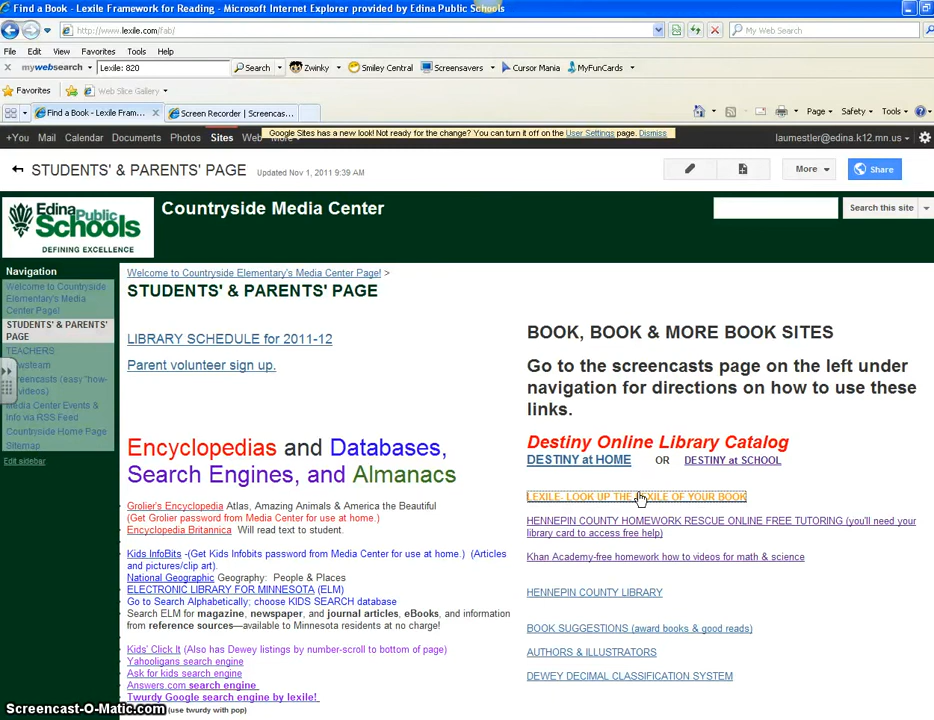 Find a Book - Lexile Framework for Reading - Microsoft Internet Explorer provided by Edina Public Schools
http://www.lexile.com/fab/
My Web Search
File Edit View Favorites Tools Help
mywebsearch Lexile: 820 Search Zwinky Smiley Central Screensavers Cursor Mania MyFunCards
Favorites Web Slice Gallery
Find a Book - Lexile Fram... Screen Recorder | Screencas... Page Safety Tools
+You Mail Calendar Documents Photos Sites Web More laumestler@edina.k12.mn.us
Google Sites has a new look! Not ready for the change? You can turn it off on the User Settings page. Dismiss
STUDENTS' & PARENTS' PAGE Updated Nov 1, 2011 9:39 AM More Share
Edina Public Schools
DEFINING EXCELLENCE
Countryside Media Center
Search this site
Navigation
Welcome to Countryside
Elementary's Media
Center Page!
STUDENTS' & PARENTS'
PAGE
TEACHERS
wsteam
eencasts (easy "how-
videos)
Media Center Events &
Info via RSS Feed
Countryside Home Page
Sitemap
Edit sidebar
Welcome to Countryside Elementary's Media Center Page! >
STUDENTS' & PARENTS' PAGE
LIBRARY SCHEDULE for 2011-12
Parent volunteer sign up.
Encyclopedias and Databases,
Search Engines, and Almanacs
Grolier's Encyclopedia Atlas, Amazing Animals & America the Beautiful
(Get Grolier password from Media Center for use at home.)
Encyclopedia Britannica Will read text to student.
Kids InfoBits -(Get Kids Infobits password from Media Center for use at home.) (Articles
and pictures/clip art).
National Geographic Geography: People & Places
ELECTRONIC LIBRARY FOR MINNESOTA (ELM)
Go to Search Alphabetically; choose KIDS SEARCH database
Search ELM for magazine, newspaper, and journal articles, eBooks, and information
from reference sources—available to Minnesota residents at no charge!
Kids' Click It (Also has Dewey listings by number-scroll to bottom of page)
Yahooligans search engine
Ask for kids search engine
Answers.com search engine
Twurdy Google search engine by lexile!
(use twurdy with pop)
BOOK, BOOK & MORE BOOK SITES
Go to the screencasts page on the left under
navigation for directions on how to use these
links.
Destiny Online Library Catalog
DESTINY at HOME OR DESTINY at SCHOOL
LEXILE- LOOK UP THE LEXILE OF YOUR BOOK
HENNEPIN COUNTY HOMEWORK RESCUE ONLINE FREE TUTORING (you'll need your
library card to access free help)
Khan Academy-free homework how to videos for math & science
HENNEPIN COUNTY LIBRARY
BOOK SUGGESTIONS (award books & good reads)
AUTHORS & ILLUSTRATORS
DEWEY DECIMAL CLASSIFICATION SYSTEM
Screencast-O-Matic.com